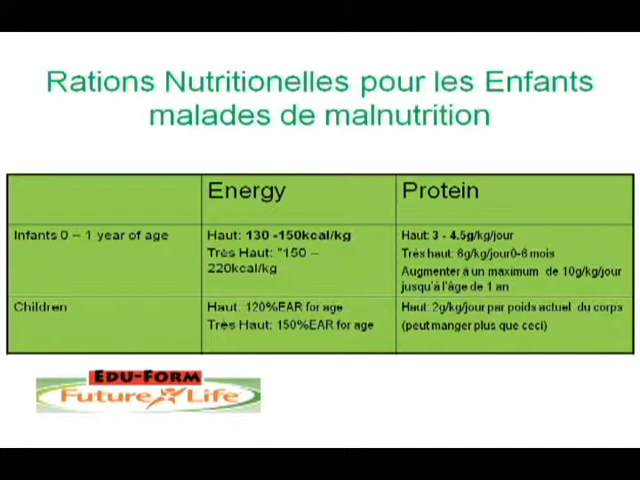 Rations Nutritionelles pour les Enfants
malades de malnutrition
Energy
Protein
Infants 0 – 1 year of age
Haut: 130 -150kcal/kg
Très Haut: "150 –
220kcal/kg
Haut: 3 - 4.5g/kg/jour
Très haut: 6g/kg/jour0-6 mois
Augmenter à un maximum de 10g/kg/jour
jusqu'à l'âge de 1 an
Children
Haut: 120%EAR for age
Très Haut: 150%EAR for age
Haut: 2g/kg/jour par poids actuel du corps
(peut manger plus que ceci)
EDU-FORM
Future Life